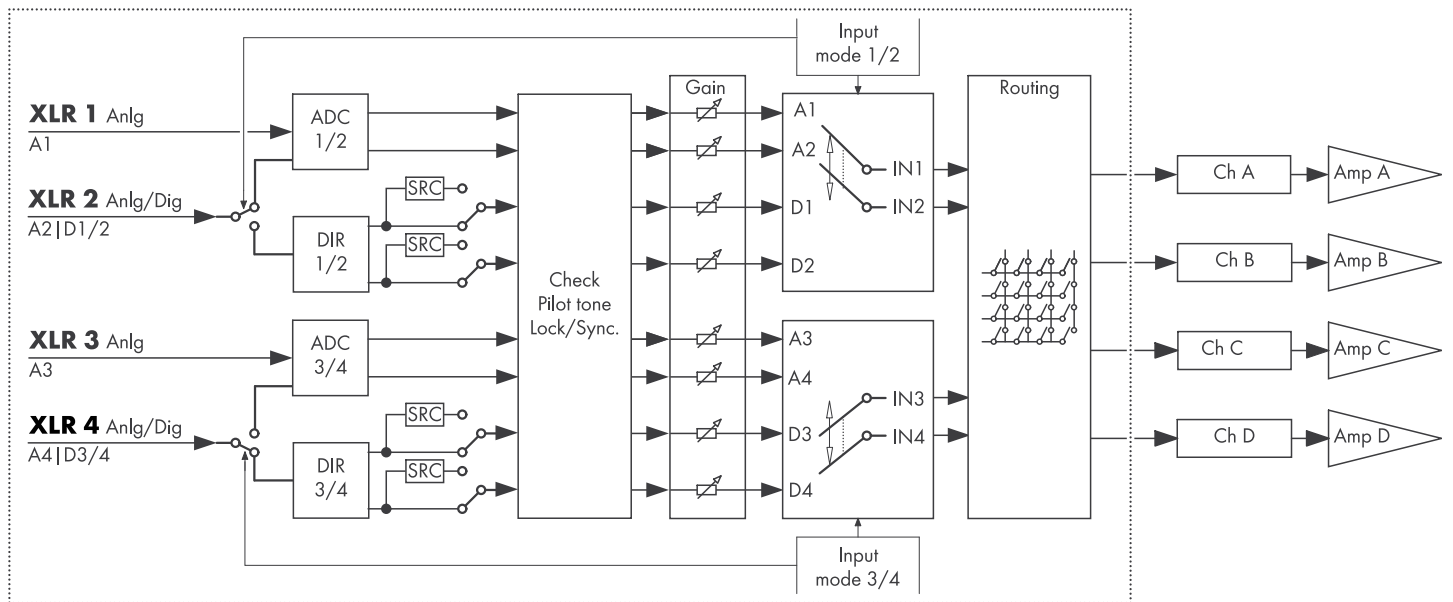 Input
mode 1/2
XLR 1 Anlg
A1
ADC
1/2
XLR 2 Anlg/Dig
A2|D1/2
DIR
1/2
SRC
SRC
XLR 3 Anlg
A3
ADC
3/4
XLR 4 Anlg/Dig
A4|D3/4
DIR
3/4
SRC
SRC
Check
Pilot tone
Lock/Sync.
Gain
A1
A2
D1
D2
IN1
IN2
A3
A4
D3
D4
IN3
IN4
Input
mode 3/4
Routing
Ch A
Amp A
Ch B
Amp B
Ch C
Amp C
Ch D
Amp D